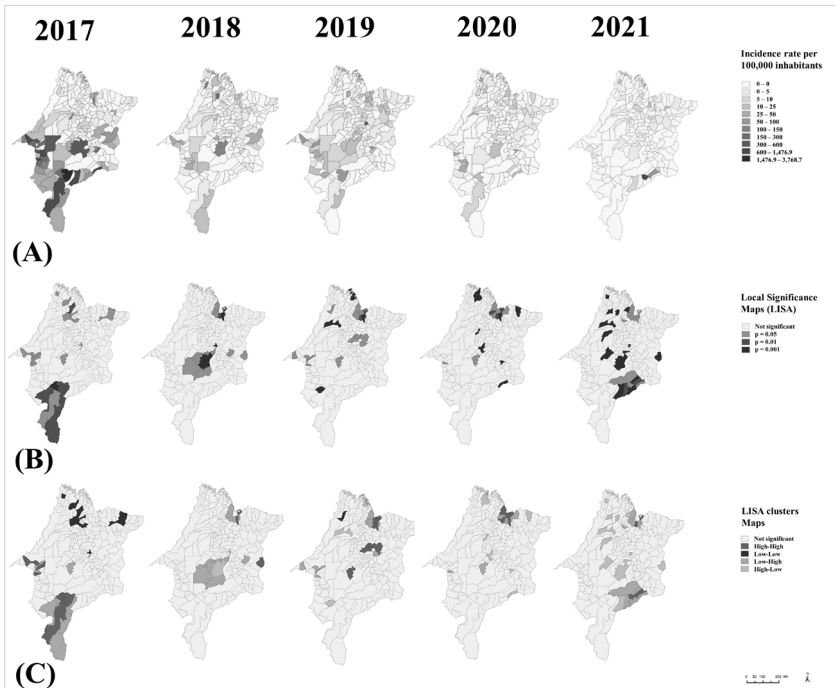 2017 2018 2019 2020 2021
Incidence rate per
100,000 inhabitants
0 – 0
0 – 5
5 – 10
10 – 25
25 – 50
50 – 100
100 – 150
150 – 300
300 – 600
600 – 1,476.9
1,476.9 – 3,768.7
(A)
Local Significance
Maps (LISA)
Not significant
p = 0.05
p = 0.01
p = 0.001
(B)
LISA clusters
Maps
Not significant
High-High
Low-Low
Low-High
High-Low
(C)